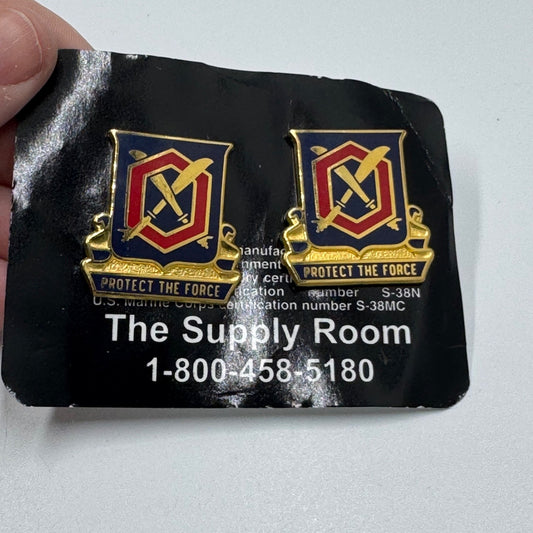 PROTECT THE FORCE
PROTECT THE FORCE
number S-38N
U.S. Marine Corps certification number S-38MC
The Supply Room
1-800-458-5180